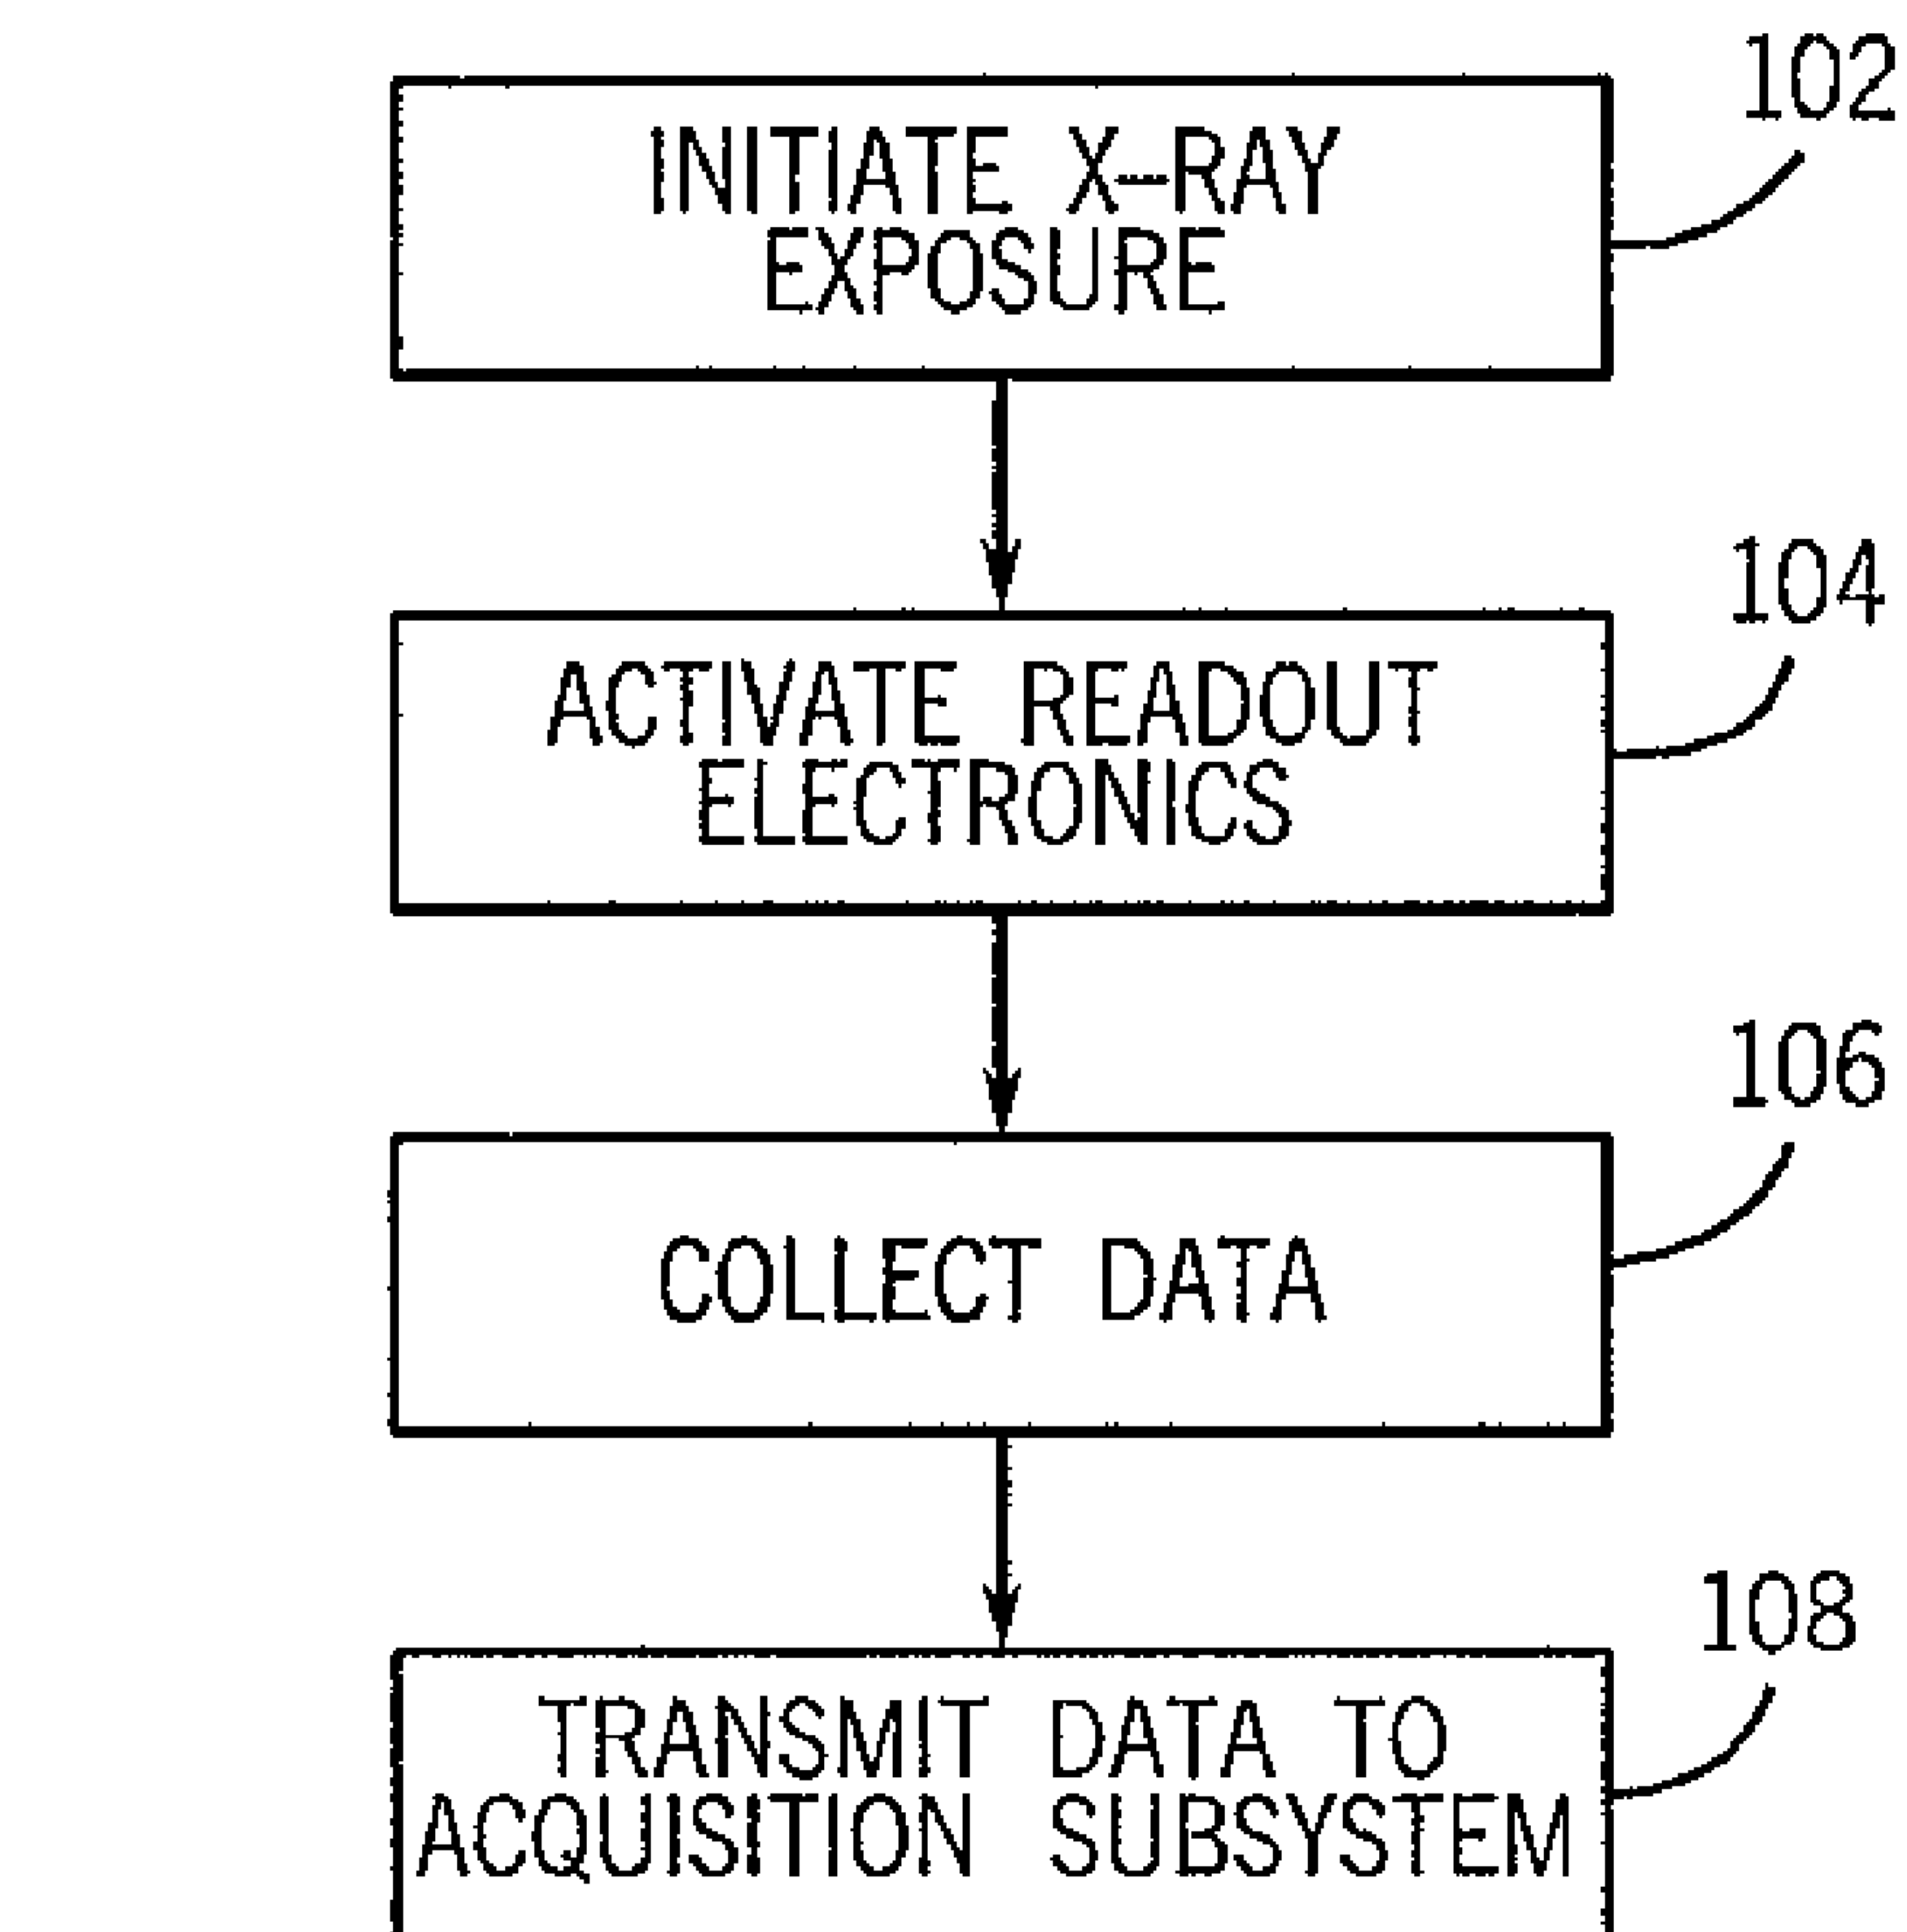 102
INITIATE X-RAY
EXPOSURE
104
ACTIVATE READOUT
ELECTRONICS
106
COLLECT DATA
108
TRANSMIT DATA TO
ACQUISITION SUBSYSTEM